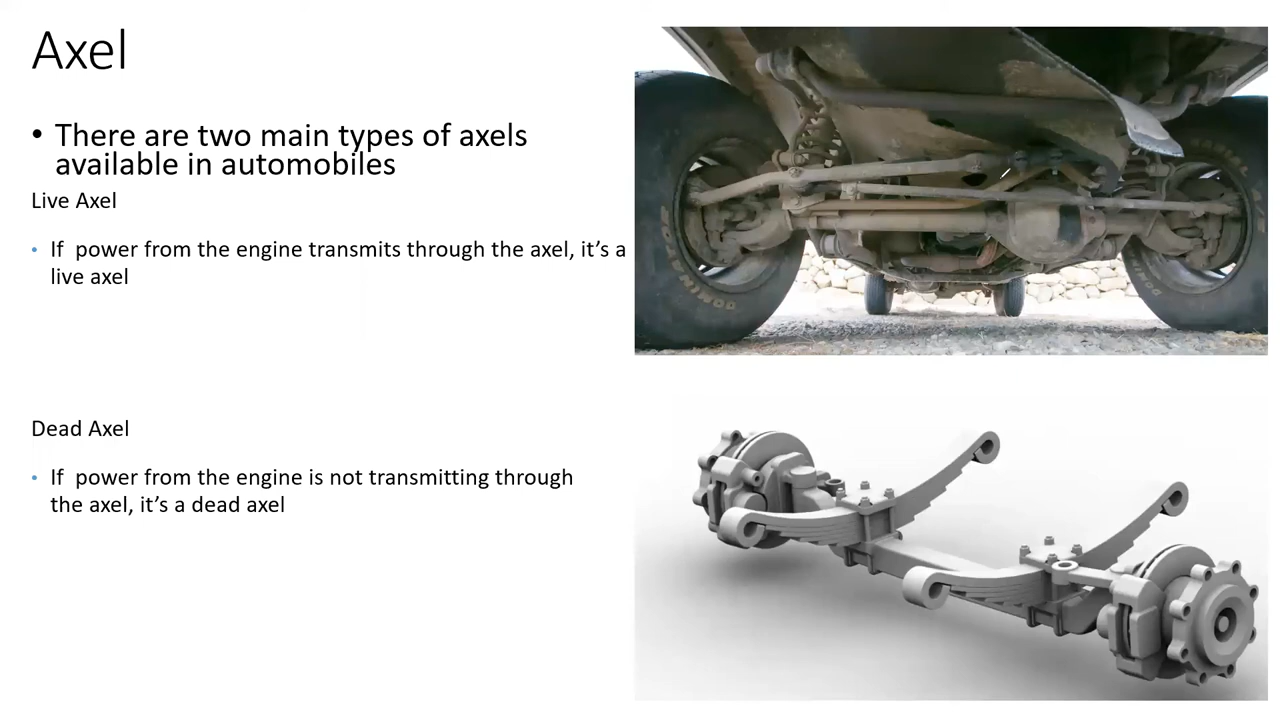 Axel
• There are two main types of axels
available in automobiles
Live Axel
• If  power from the engine transmits through the axel, it’s a
live axel
Dead Axel
• If  power from the engine is not transmitting through
the axel, it’s a dead axel